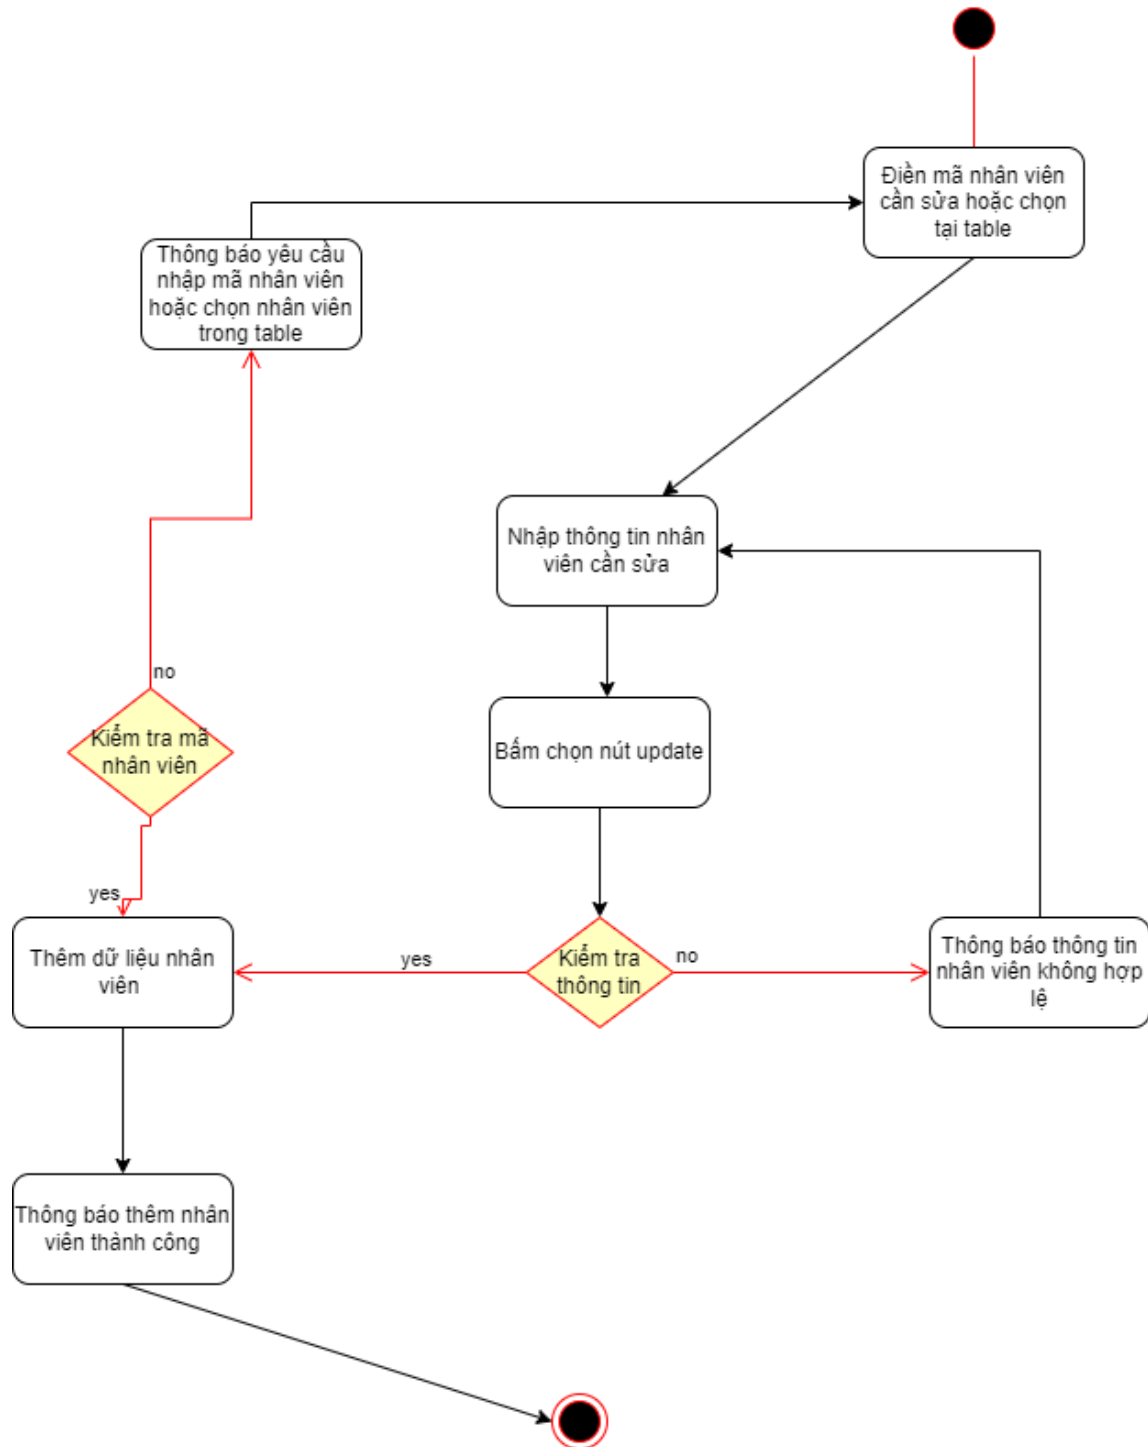 Điền mã nhân viên
cần sửa hoặc chọn
tại table
Thông báo yêu cầu
nhập mã nhân viên
hoặc chọn nhân viên
trong table
Nhập thông tin nhân
viên cần sửa
no
Kiểm tra mã
nhân viên
Bấm chọn nút update
yes
Thêm dữ liệu nhân
viên
yes
Kiểm tra
thông tin
no
Thông báo thông tin
nhân viên không hợp
lệ
Thông báo thêm nhân
viên thành công